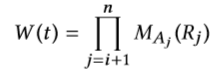 W(t) = ∏_{j=i+1}^{n} M_{A_j}(R_j)